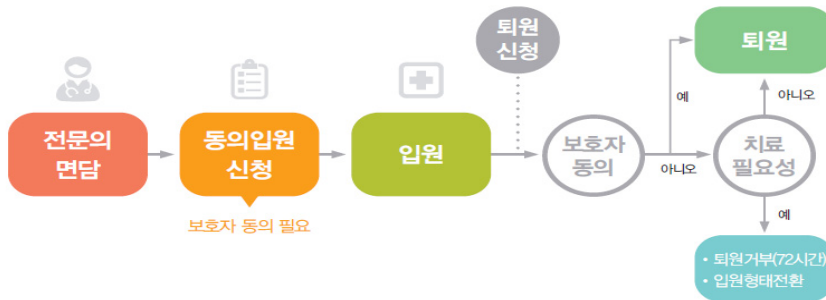 퇴원
신청
퇴원
예
아니오
전문의
면담
동의입원
신청
입원
보호자
동의
아니오
치료
필요성
보호자 동의 필요
예
• 퇴원거부(72시간)
• 입원형태전환